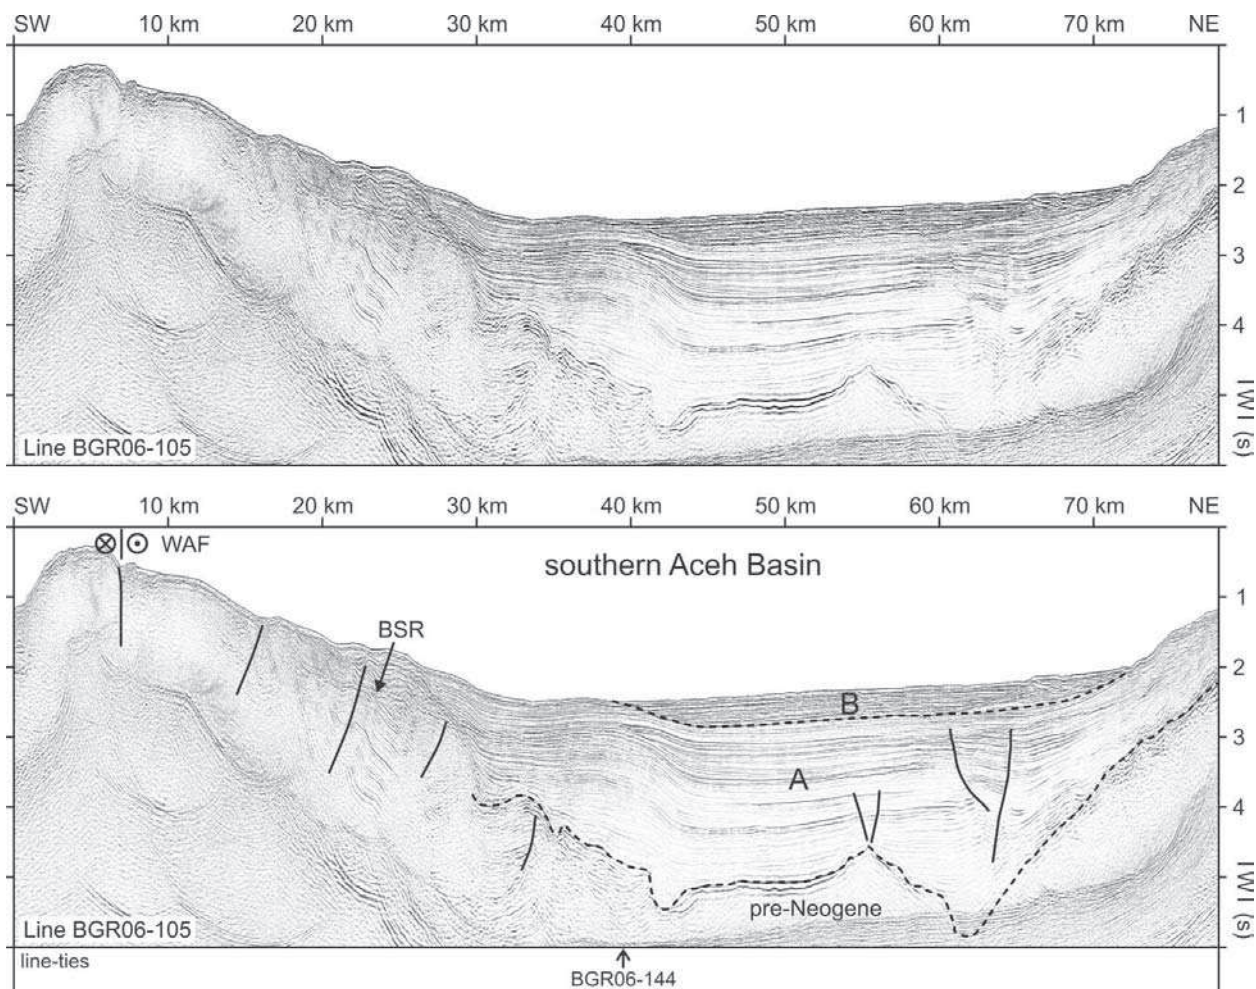 SW 10 km 20 km 30 km 40 km 50 km 60 km 70 km NE
1
2
3
4
TWT (s)
Line BGR06-105
SW 10 km 20 km 30 km 40 km 50 km 60 km 70 km NE
WAF
southern Aceh Basin
1
BSR
2
B
3
A
4
pre-Neogene
TWT (s)
Line BGR06-105
line-ties
BGR06-144